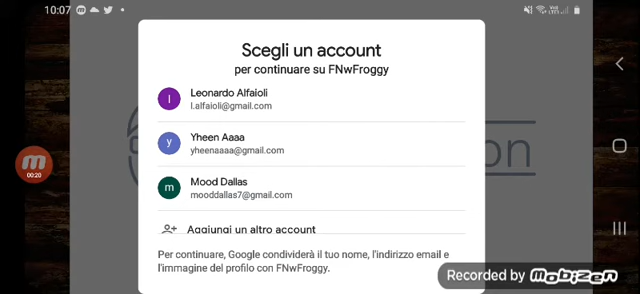 10:07
Scegli un account
per continuare su FNwFroggy
l
Leonardo Alfaioli
l.alfaioli@gmail.com
y
Yheen Aaaa
yheenaaaa@gmail.com
on
m
00:20
m
Mood Dallas
mooddallas7@gmail.com
Aggiungi un altro account
Per continuare, Google condividerà il tuo nome, l'indirizzo email e
l'immagine del profilo con FNwFroggy.
Recorded by Mobizen